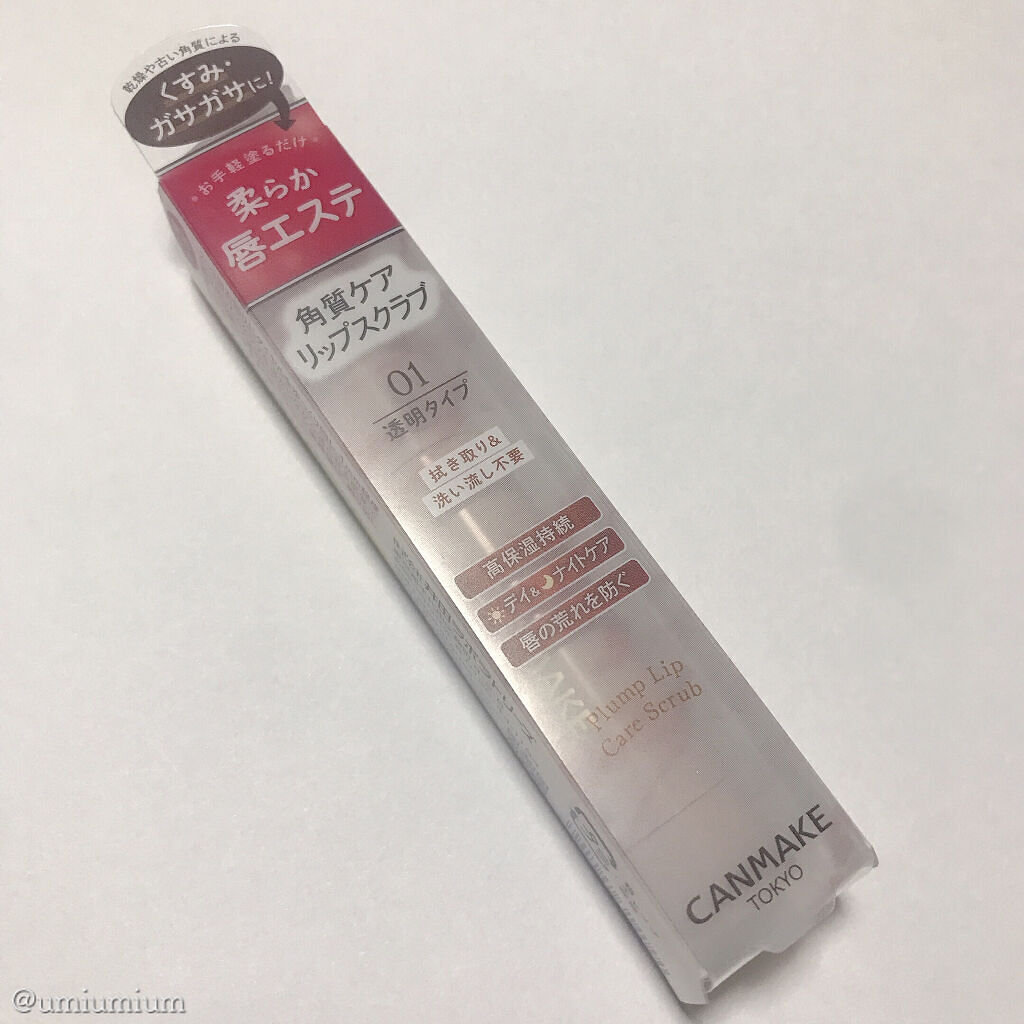 乾燥や古い角質による
くすみ・
ガサガサに!
お手軽塗るだけ
柔らか
唇エステ
角質ケア
リップスクラブ
01
透明タイプ
拭き取り&
洗い流し不要
高保湿持続
デイ&ナイトケア
唇の荒れを防ぐ
Plump Lip
Care Scrub
CANMAKE
TOKYO
@umiumium